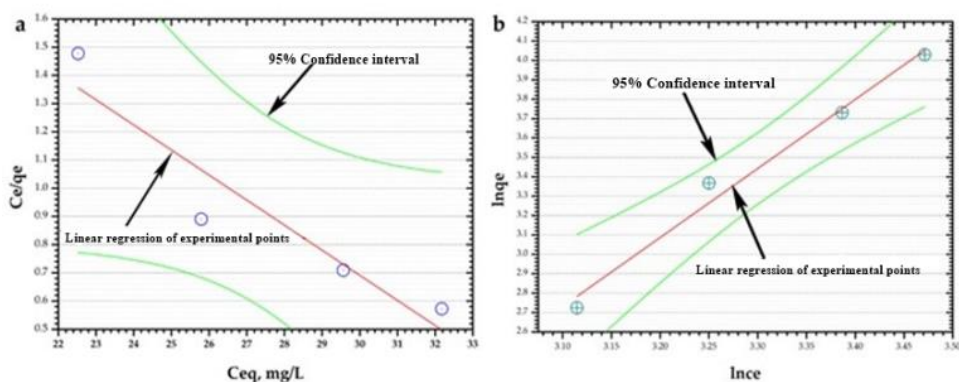 a
1.6
1.5
1.4
1.3
1.2
1.1
1.0
0.9
0.8
0.7
0.6
0.5
Ce/qe
95% Confidence interval
Linear regression of experimental points
22 23 24 25 26 27 28 29 30 31 32 33
Ceq, mg/L
b
4.2
4.1
4.0
3.9
3.8
3.7
3.6
3.5
3.4
3.3
3.2
3.1
3.0
2.9
2.8
2.7
2.6
lnqe
95% Confidence interval
Linear regression of experimental points
3.10 3.15 3.20 3.25 3.30 3.35 3.40 3.45 3.50
lnce